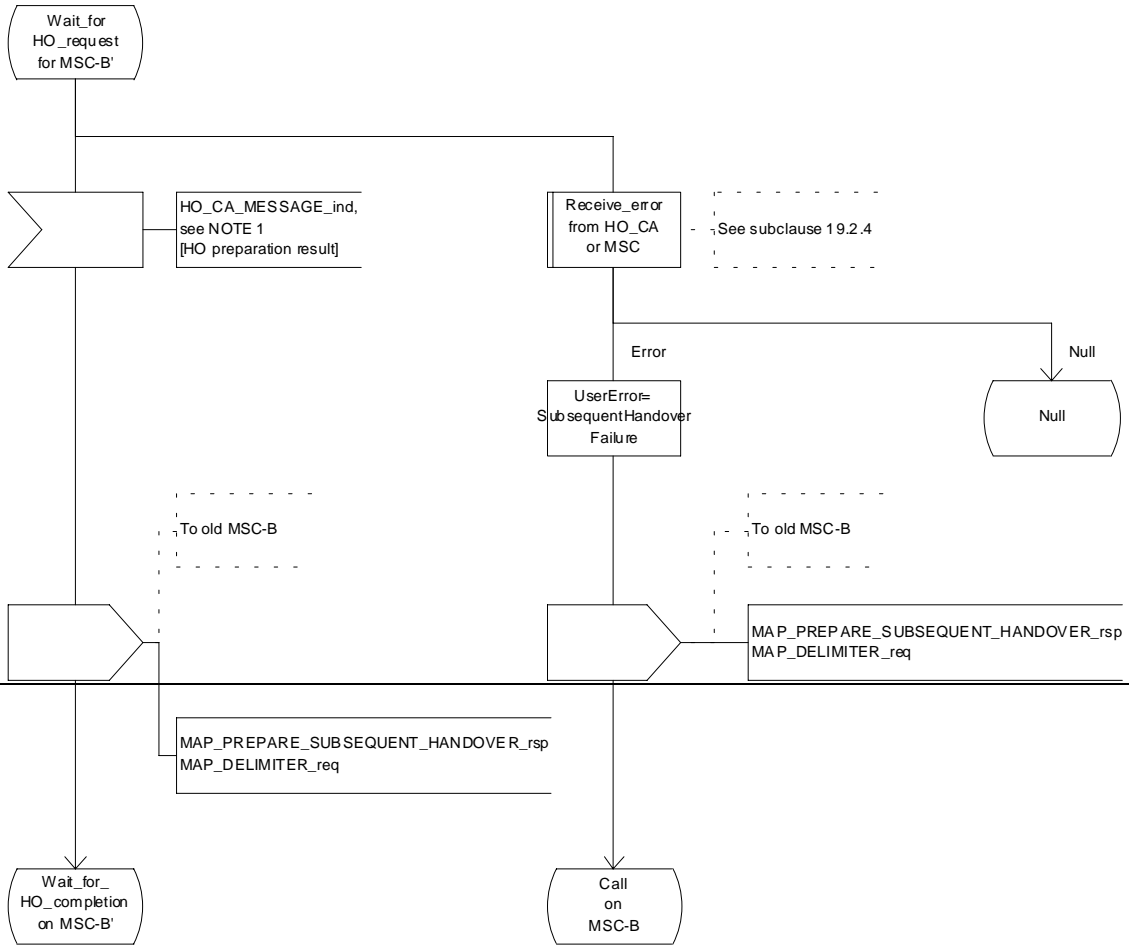 Wait_for
HO_request
for MSC-B'
HO_CA_MESSAGE_ind,
see NOTE 1
[HO preparation result]
Receive_error
from HO_CA
or MSC
See subclause 19.2.4
Error
Null
UserError=
SubsequentHandover
Failure
Null
To old MSC-B
To old MSC-B
MAP_PREPARE_SUBSEQUENT_HANDOVER_rsp
MAP_DELIMITER_req
MAP_PREPARE_SUBSEQUENT_HANDOVER_rsp
MAP_DELIMITER_req
Wait_for_
HO_completion
on MSC-B'
Call
on
MSC-B